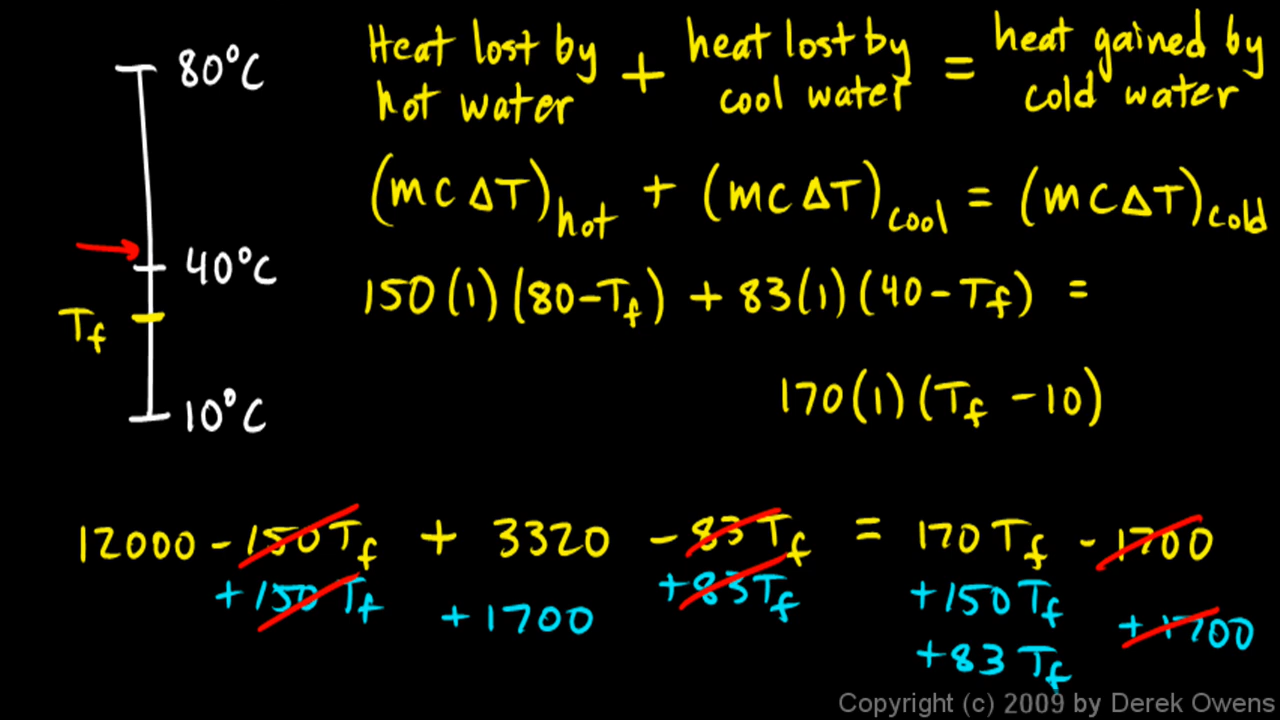 80°C
40°C
Tf
10°C
Heat lost by hot water + heat lost by cool water = heat gained by cold water
(mcΔT)hot + (mcΔT)cool = (mcΔT)cold
150(1)(80-Tf) + 83(1)(40-Tf) =
170(1)(Tf -10)
12000 - 150Tf + 3320 - 83Tf = 170Tf - 1700
+150Tf +1700 +83Tf +150Tf +1700
+83Tf
Copyright (c) 2009 by Derek Owens